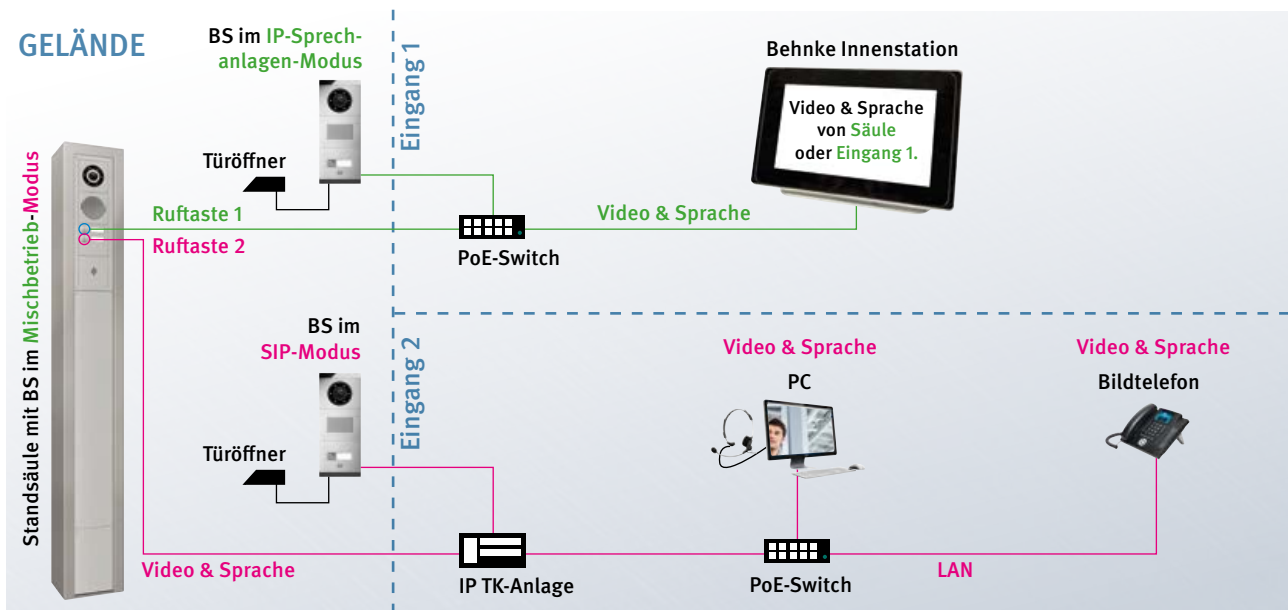 GELÄNDE
BS im IP-Sprech-
anlagen-Modus
Eingang 1
Behnke Innenstation
Video & Sprache
von Säule
oder Eingang 1.
Türöffner
Standsäule mit BS im Mischbetrieb-Modus
Ruftaste 1
Ruftaste 2
Video & Sprache
PoE-Switch
BS im
SIP-Modus
Eingang 2
Türöffner
Video & Sprache
PC
Video & Sprache
Bildtelefon
Video & Sprache
IP TK-Anlage
PoE-Switch
LAN